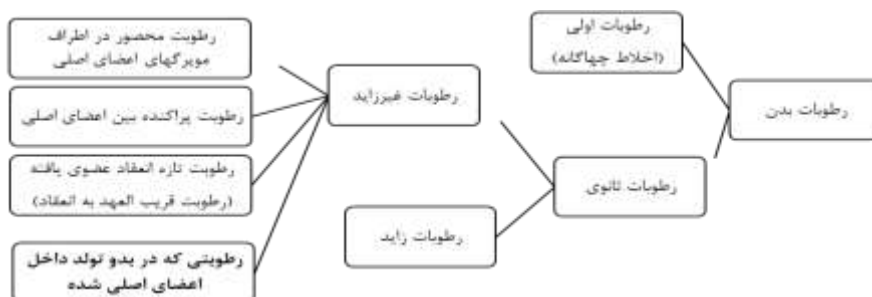 رطوبات بدن
رطوبات اولی
(اخلاط چهاگانه)
رطوبات ثانوی
رطوبات غیرزاید
رطوبات زاید
رطوبت محصور در اطراف
مویرگهای اعضای اصلی
رطوبت پراکنده بین اعضای اصلی
رطوبت تازه انعقاد عضوی یافته
(رطوبت قریب العهد به انعقاد)
رطوبتی که در بدو تولد داخل
اعضای اصلی شده